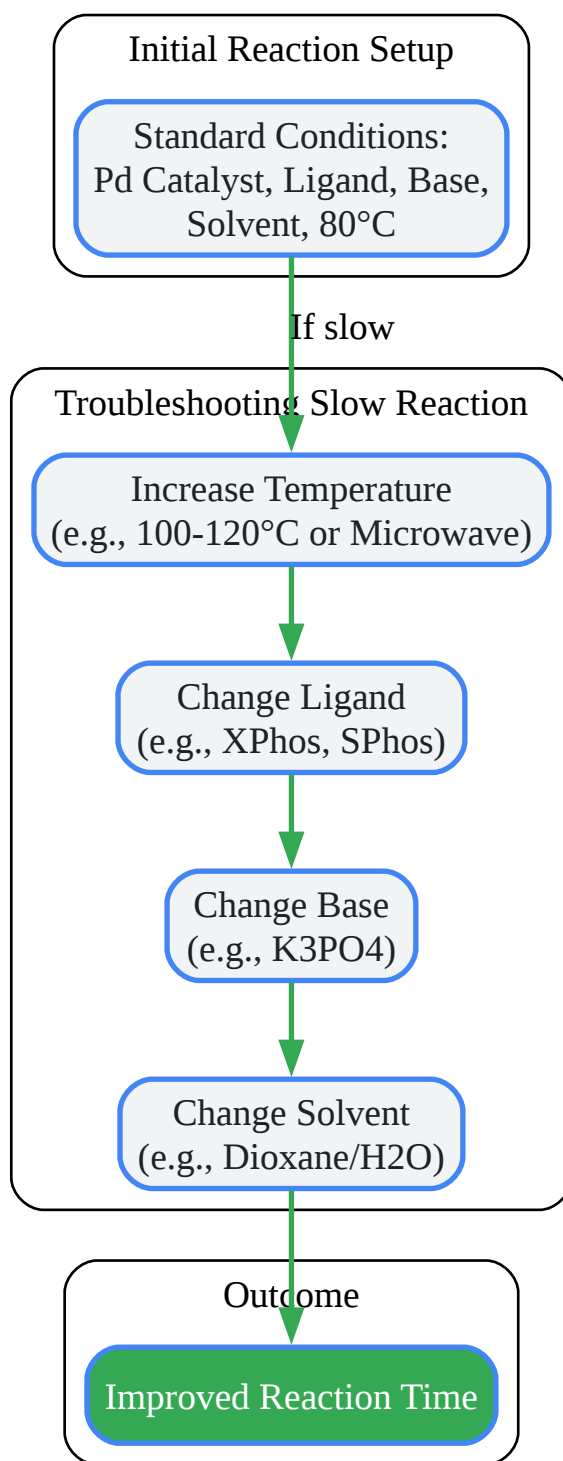 Initial Reaction Setup
Standard Conditions:
Pd Catalyst, Ligand, Base,
Solvent, 80°C
If slow
Troubleshooting Slow Reaction
Increase Temperature
(e.g., 100-120°C or Microwave)
Change Ligand
(e.g., XPhos, SPhos)
Change Base
(e.g., K3PO4)
Change Solvent
(e.g., Dioxane/H2O)
Outcome
Improved Reaction Time